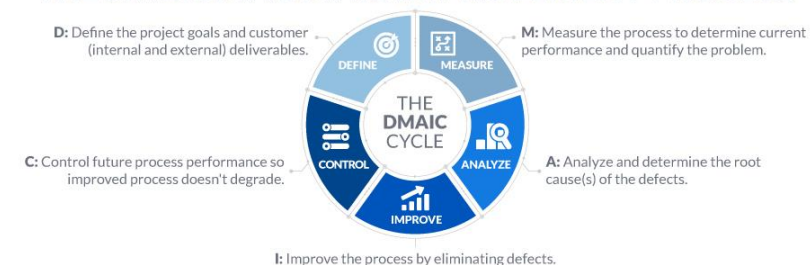 D: Define the project goals and customer
(internal and external) deliverables.
M: Measure the process to determine current
performance and quantify the problem.
DEFINE
MEASURE
THE
DMAIC
CYCLE
CONTROL
ANALYZE
IMPROVE
C: Control future process performance so
improved process doesn't degrade.
A: Analyze and determine the root
cause(s) of the defects.
I: Improve the process by eliminating defects.